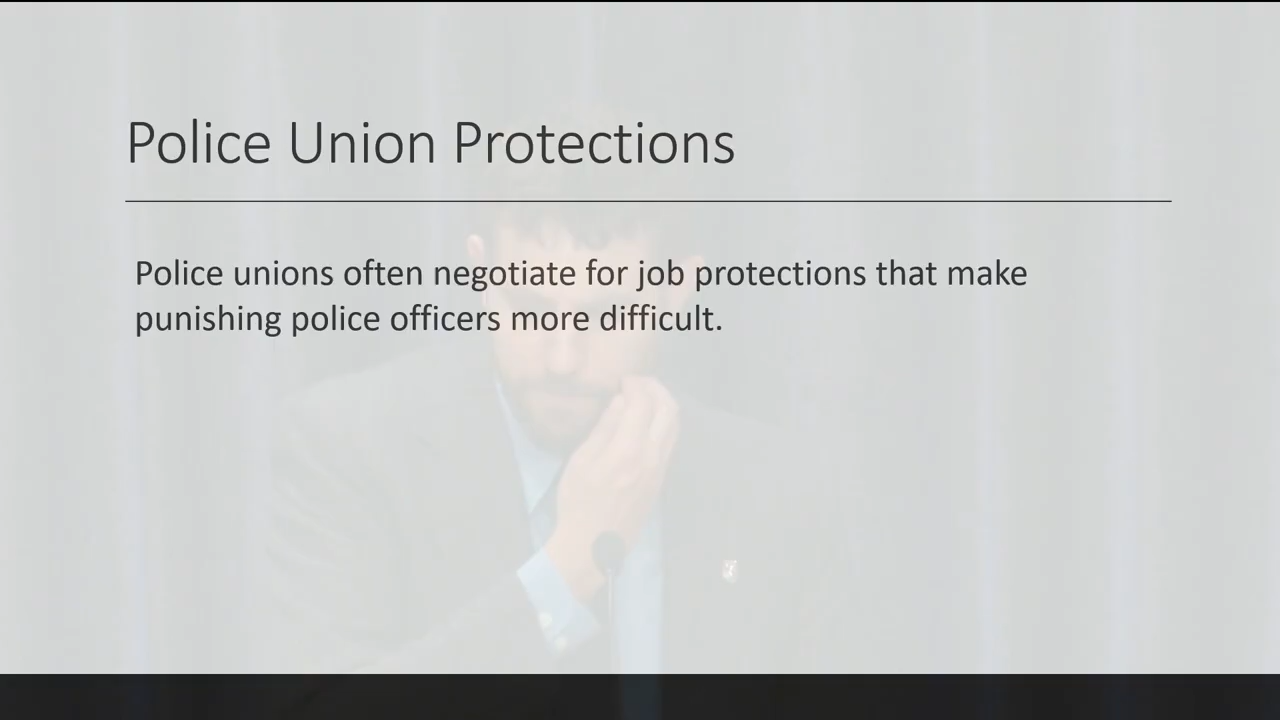 Police Union Protections
Police unions often negotiate for job protections that make
punishing police officers more difficult.